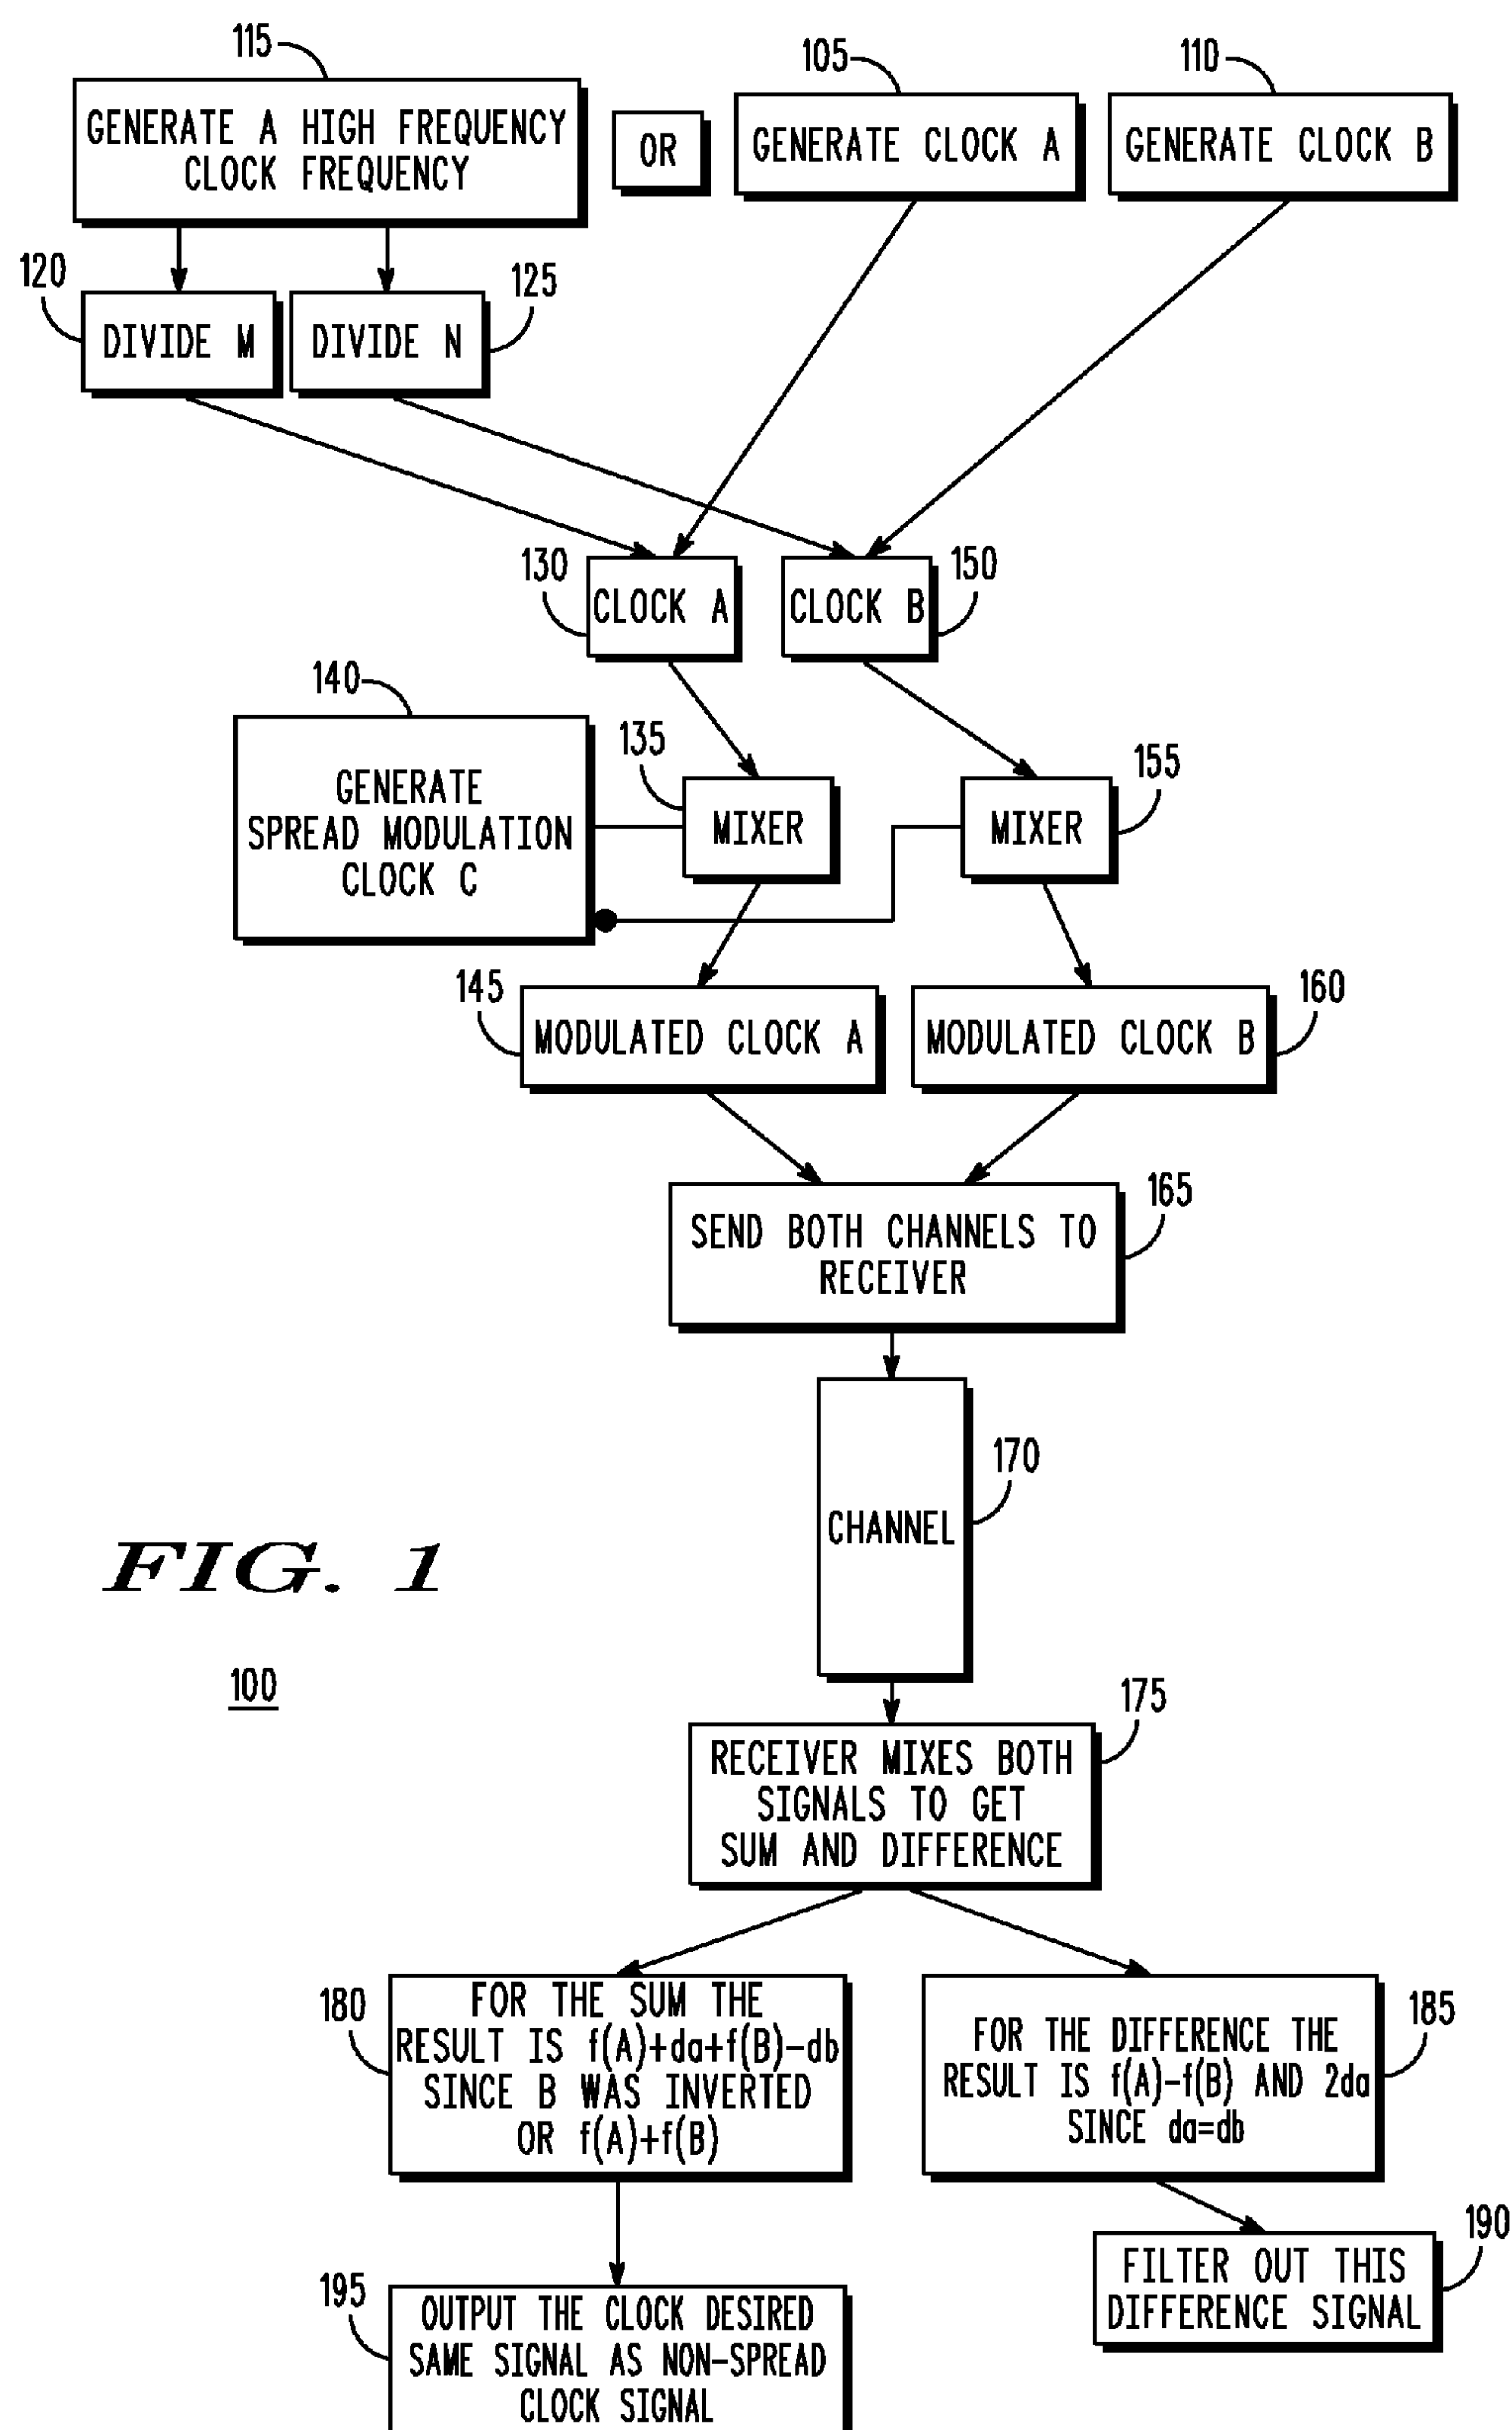 115
105
110
GENERATE A HIGH FREQUENCY
CLOCK FREQUENCY
OR
GENERATE CLOCK A
GENERATE CLOCK B
120
125
DIVIDE M
DIVIDE N
130
150
CLOCK A
CLOCK B
140
135
155
GENERATE
SPREAD MODULATION
CLOCK C
MIXER
MIXER
145
160
MODULATED CLOCK A
MODULATED CLOCK B
165
SEND BOTH CHANNELS TO
RECEIVER
170
CHANNEL
FIG. 1
100
175
RECEIVER MIXES BOTH
SIGNALS TO GET
SUM AND DIFFERENCE
180
FOR THE SUM THE
RESULT IS f(A)+da+f(B)-db
SINCE B WAS INVERTED
OR f(A)+f(B)
185
FOR THE DIFFERENCE THE
RESULT IS f(A)-f(B) AND 2da
SINCE da=db
190
FILTER OUT THIS
DIFFERENCE SIGNAL
195
OUTPUT THE CLOCK DESIRED
SAME SIGNAL AS NON-SPREAD
CLOCK SIGNAL